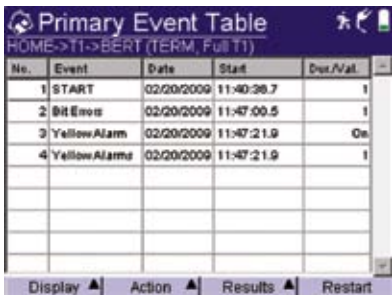 Primary Event Table
HOME->T1->BERT (TERM, Full T1)
No. Event Date Start Dur./Val.
1 START 02/20/2009 11:40:38.7 1
2 Bit Errors 02/20/2009 11:47:00.5 1
3 Yellow Alarm 02/20/2009 11:47:21.9 On
4 Yellow Alarms 02/20/2009 11:47:21.9 1
Display Action Results Restart